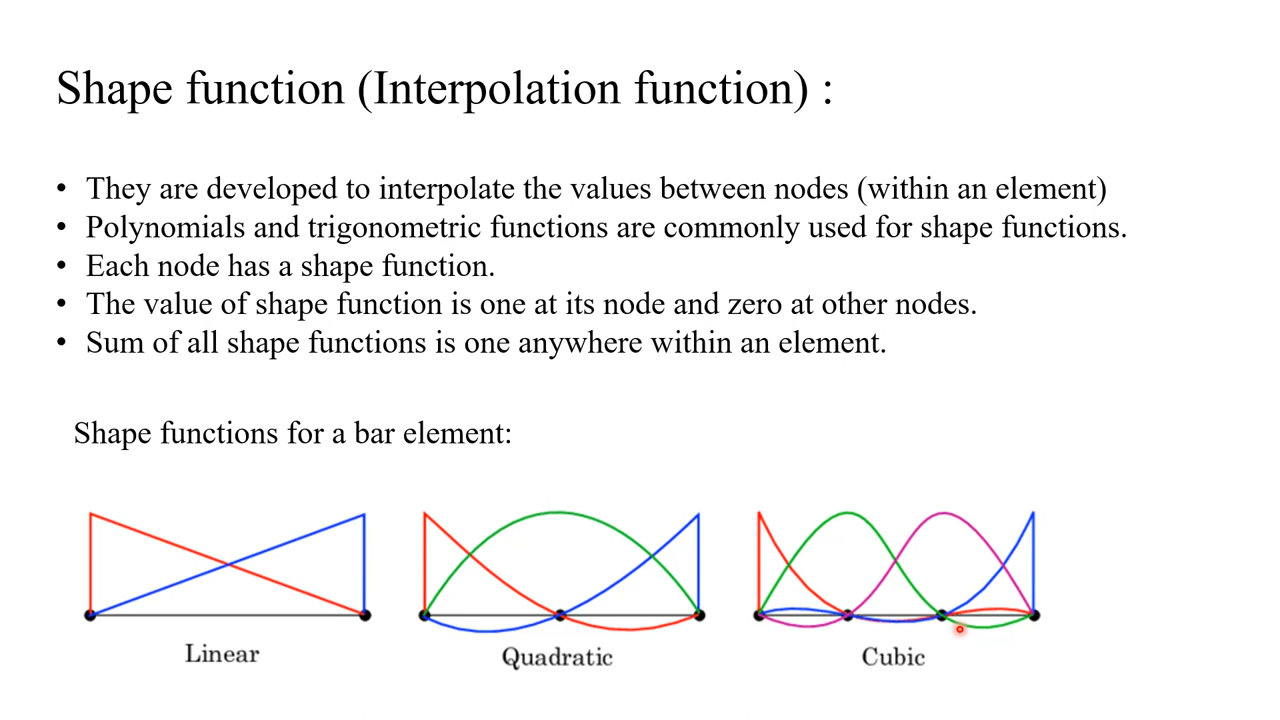 Shape function (Interpolation function) :
• They are developed to interpolate the values between nodes (within an element)
• Polynomials and trigonometric functions are commonly used for shape functions.
• Each node has a shape function.
• The value of shape function is one at its node and zero at other nodes.
• Sum of all shape functions is one anywhere within an element.
Shape functions for a bar element:
Linear
Quadratic
Cubic